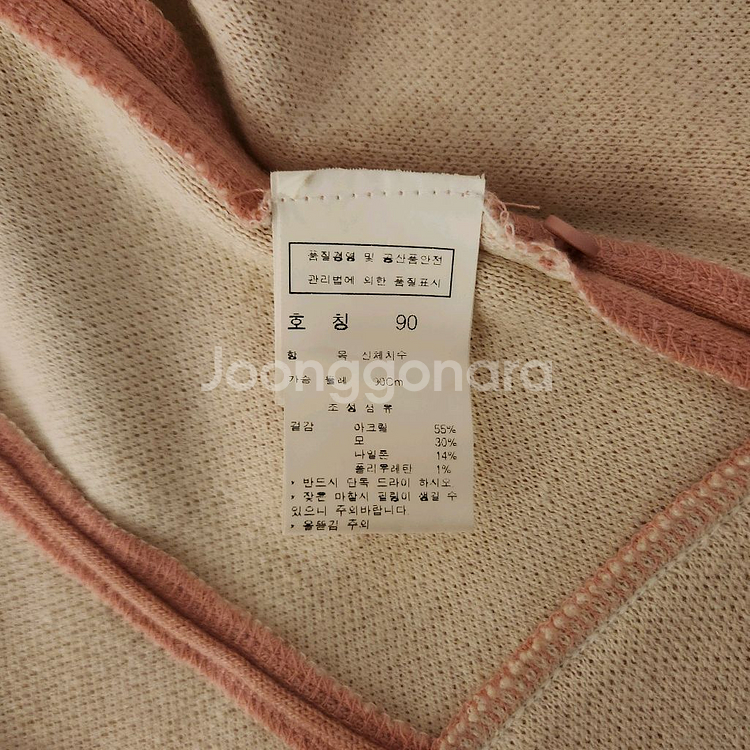 품질경영 및 공산품안전
관리법에 의한 품질표시
호 칭 90
항 목 신체치수
가슴 둘레 90Cm
Joonggonara
조성섬유
겉감 아크릴 55%
모 30%
나일론 14%
폴리우레탄 1%
* 반드시 단독 드라이 하시오
* 잦은 마찰시 필링이 생길 수
있으니 주의바랍니다
* 올뜯김 주의